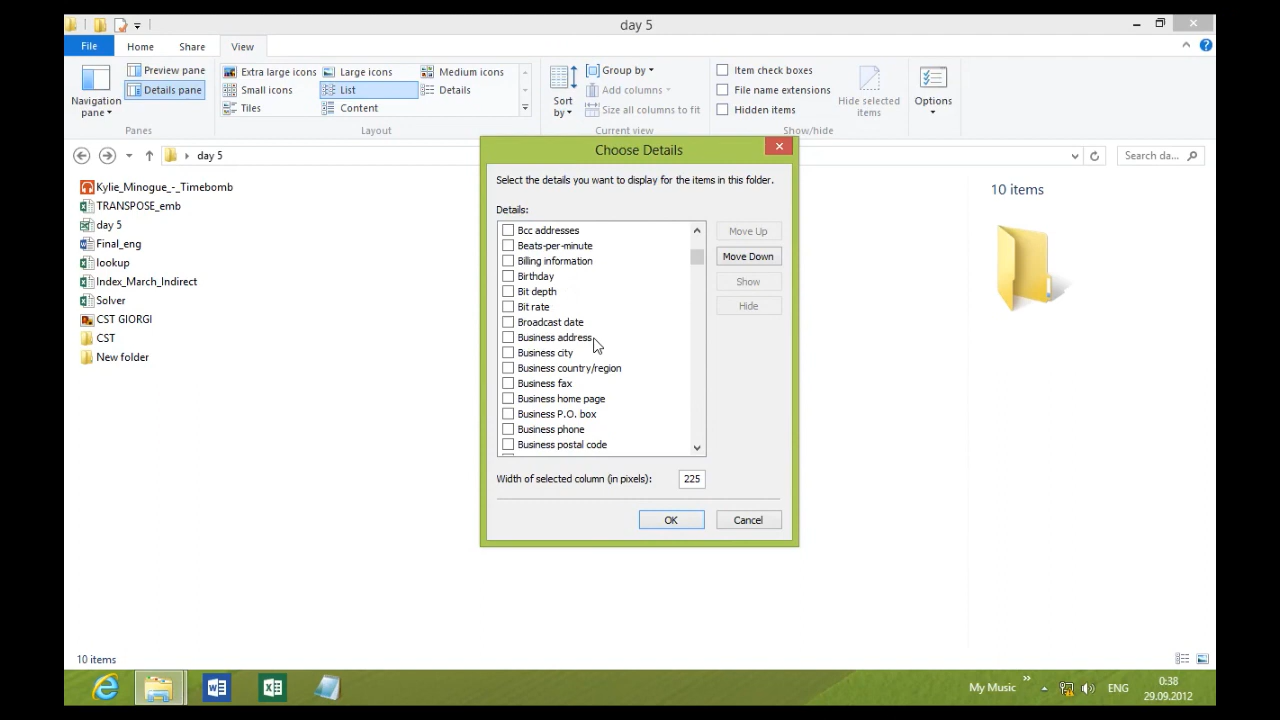 day 5
File
Home
Share
View
Navigation pane
Preview pane
Details pane
Panes
Extra large icons
Large icons
Medium icons
Small icons
List
Details
Tiles
Content
Layout
Sort by
Group by
Add columns
Size all columns to fit
Current view
Item check boxes
File name extensions
Hidden items
Hide selected items
Show/hide
Options
day 5
Search da...
Kylie_Minogue_-_Timebomb
TRANSPOSE_emb
day 5
Final_eng
lookup
Index_March_Indirect
Solver
CST GIORGI
CST
New folder
10 items
Choose Details
Select the details you want to display for the items in this folder.
Details:
Bcc addresses
Beats-per-minute
Billing information
Birthday
Bit depth
Bit rate
Broadcast date
Business address
Business city
Business country/region
Business fax
Business home page
Business P.O. box
Business phone
Business postal code
Move Up
Move Down
Show
Hide
Width of selected column (in pixels):
225
OK
Cancel
10 items
My Music
ENG
0:38
29.09.2012